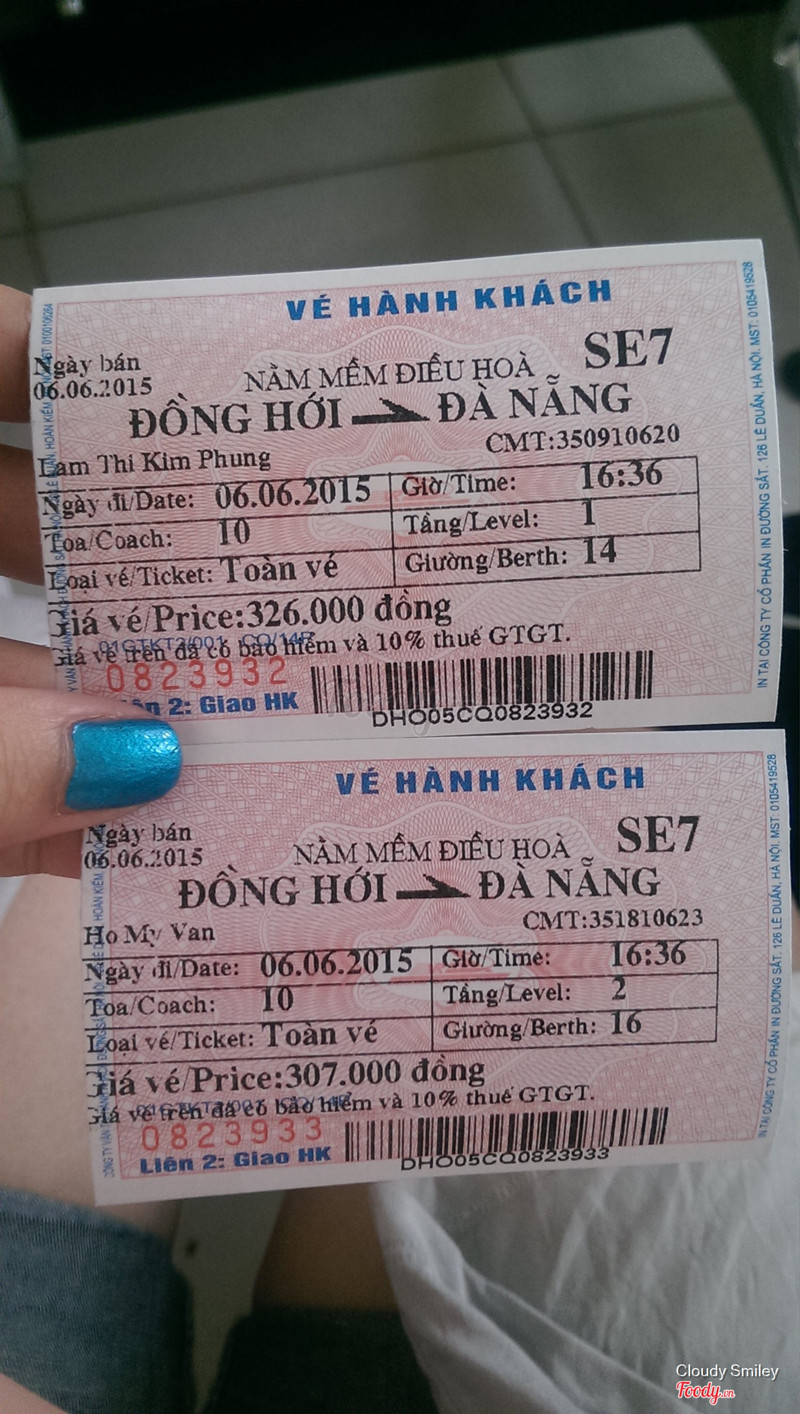 VÉ HÀNH KHÁCH
Ngày bán
06.06.2015
NẰM MỀM ĐIỀU HOÀ
SE7
ĐỒNG HỚI ĐÀ NẴNG
CMT:350910620
Lam Thi Kim Phung
Ngày đi/Date: 06.06.2015 Giờ/Time: 16:36
Toa/Coach: 10 Tầng/Level: 1
Loại vé/Ticket: Toàn vé Giường/Berth: 14
Giá vé/Price:326.000 đồng
Giá vé trên đã có bảo hiểm và 10% thuế GTGT.
0823932
2: Giao HK
DHO05CQ0823932
IN TẠI CÔNG TY CỔ PHẦN IN ĐƯỜNG SẮT. 126 LÊ DUẨN, HÀ NỘI. MST: 0105419528
VÉ HÀNH KHÁCH
Ngày bán
06.06.2015
NẰM MỀM ĐIỀU HOÀ
SE7
ĐỒNG HỚI ĐÀ NẴNG
CMT:351810623
Ho My Van
Ngày đi/Date: 06.06.2015 Giờ/Time: 16:36
Toa/Coach: 10 Tầng/Level: 2
Loại vé/Ticket: Toàn vé Giường/Berth: 16
Giá vé/Price:307.000 đồng
Giá vé trên đã có bảo hiểm và 10% thuế GTGT.
0823933
Liên 2: Giao HK
DHO05CQ0823933
IN TẠI CÔNG TY CỔ PHẦN IN ĐƯỜNG SẮT. 126 LÊ DUẨN, HÀ NỘI. MST: 0105419528
Cloudy Smiley
Foody.vn